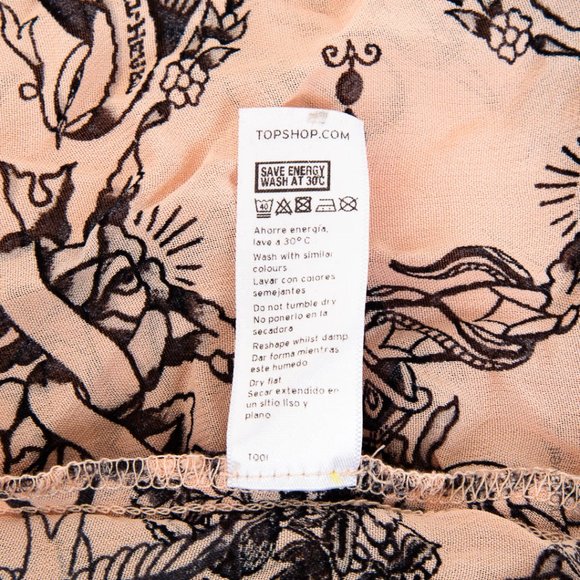 TOPSHOP.COM
SAVE ENERGY
WASH AT 30°C
40
Ahorre energía,
lave a 30° C
Wash with similar
colours
Lavar con colores
semejantes
Do not tumble dry
No ponerlo en la
secadora
Reshape whilst damp
Dar forma mientras
este humedo
Dry flat
Secar extendido en
un sitio liso y
plano
T001